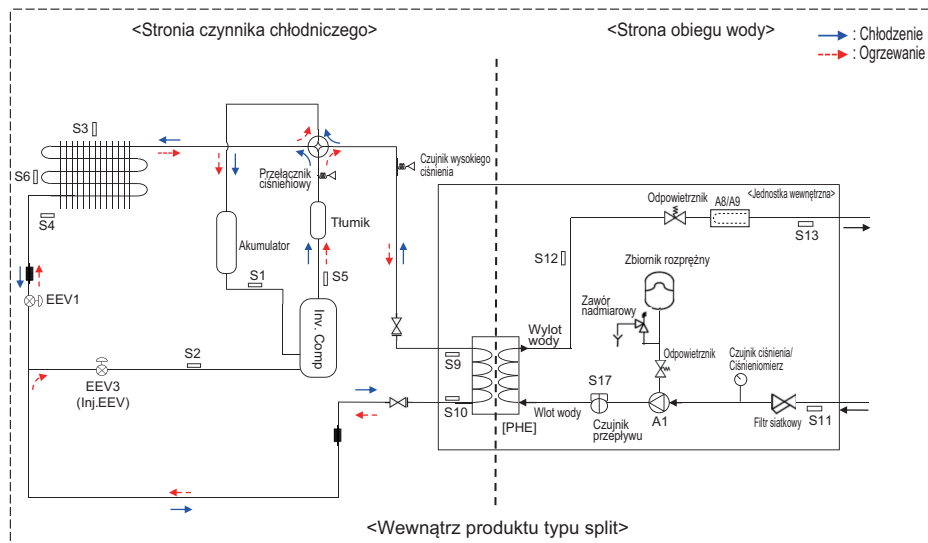 <Stronia czynnika chłodniczego>
<Strona obiegu wody>
: Chłodzenie
: Ogrzewanie
S3
S6
S4
Przełącznik
ciśnieniowy
Czujnik wysokiego
ciśnienia
Akumulator
Tłumik
S1
S5
EEV1
Inv. Comp
S2
EEV3
(Inj.EEV)
<Jednostka wewnętrzna>
Odpowietrznik
A8/A9
S13
S12
Zbiornik rozprężny
Zawór
nadmiarowy
Wylot
wody
S9
S10
[PHE]
Wlot wody
S17
Czujnik
przepływu
Odpowietrznik
A1
Czujnik ciśnienia/
Ciśnieniomierz
Filtr siatkowy
S11
<Wewnątrz produktu typu split>